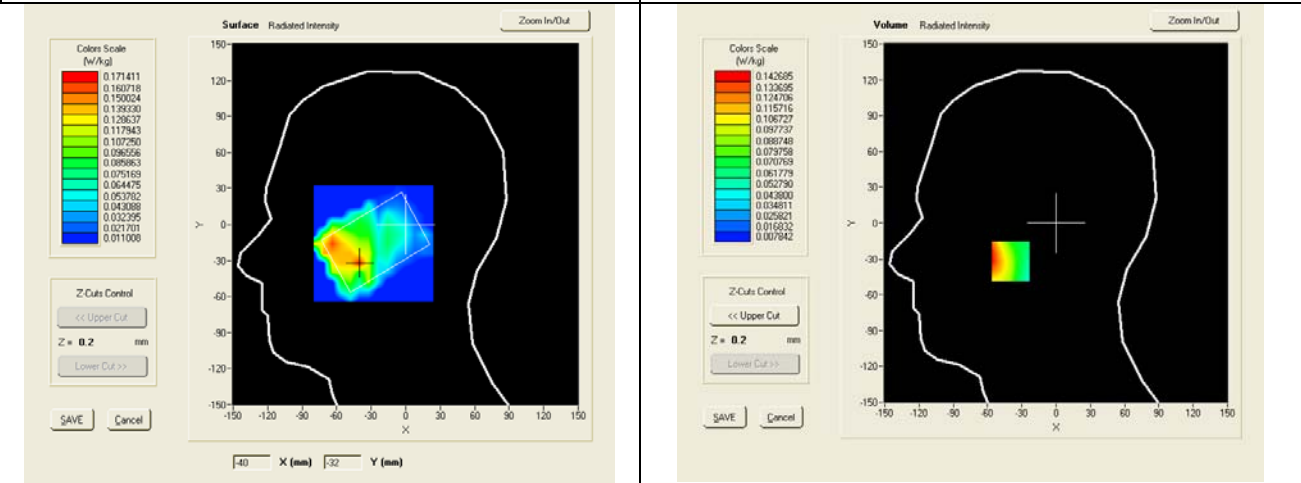 Surface Radiated Intensity
Zoom In/Out
Colors Scale
(W/kg)
0.171411
0.160718
0.150024
0.139330
0.128637
0.117943
0.107250
0.096556
0.085863
0.075169
0.064475
0.053782
0.043088
0.032395
0.021701
0.011008
Z-Cuts Control
<< Upper Cut
Z = 0.2 mm
Lower Cut >>
SAVE Cancel
150
120
90
60
30
0
-30
-60
-90
-120
-150
Y
-150 -120 -90 -60 -30 0 30 60 90 120 150
X
-40 X (mm) -32 Y (mm)
Volume Radiated Intensity
Zoom In/Out
Colors Scale
(W/kg)
0.142685
0.133695
0.124706
0.115716
0.106727
0.097737
0.088748
0.079758
0.070769
0.061779
0.052790
0.043800
0.034811
0.025821
0.016832
0.007842
Z-Cuts Control
<< Upper Cut
Z = 0.2 mm
Lower Cut >>
SAVE Cancel
150
120
90
60
30
0
-30
-60
-90
-120
-150
Y
-150 -120 -90 -60 -30 0 30 60 90 120 150
X